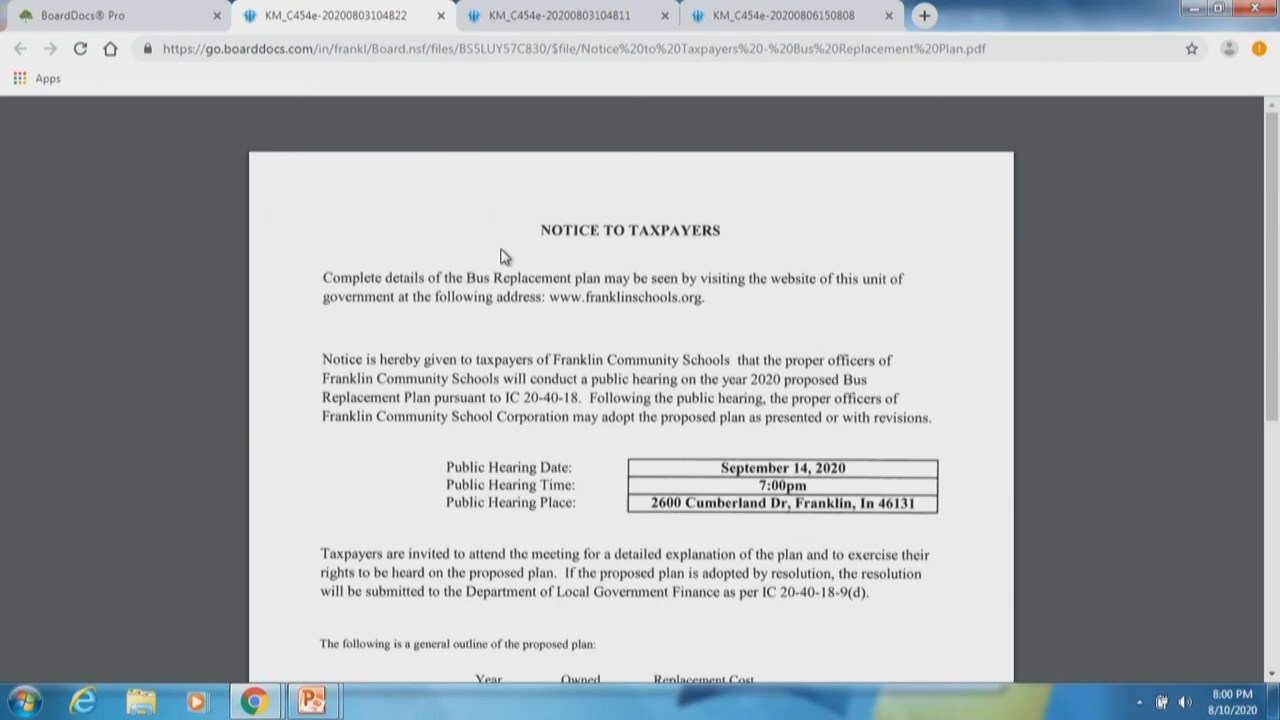 BoardDocs® Pro
KM_C454e-20200803104822
KM_C454e-20200803104811
KM_C454e-20200806150808
https://go.boarddocs.com/in/frankl/Board.nsf/files/BS5LUY57C830/$file/Notice%20to%20Taxpayers%20-%20Bus%20Replacement%20Plan.pdf
Apps
NOTICE TO TAXPAYERS
Complete details of the Bus Replacement plan may be seen by visiting the website of this unit of
government at the following address: www.franklinschools.org.
Notice is hereby given to taxpayers of Franklin Community Schools that the proper officers of
Franklin Community Schools will conduct a public hearing on the year 2020 proposed Bus
Replacement Plan pursuant to IC 20-40-18. Following the public hearing, the proper officers of
Franklin Community School Corporation may adopt the proposed plan as presented or with revisions.
Public Hearing Date: September 14, 2020
Public Hearing Time: 7:00pm
Public Hearing Place: 2600 Cumberland Dr, Franklin, In 46131
Taxpayers are invited to attend the meeting for a detailed explanation of the plan and to exercise their
rights to be heard on the proposed plan. If the proposed plan is adopted by resolution, the resolution
will be submitted to the Department of Local Government Finance as per IC 20-40-18-9(d).
The following is a general outline of the proposed plan:
Year Owned Replacement Cost
8:00 PM
8/10/2020